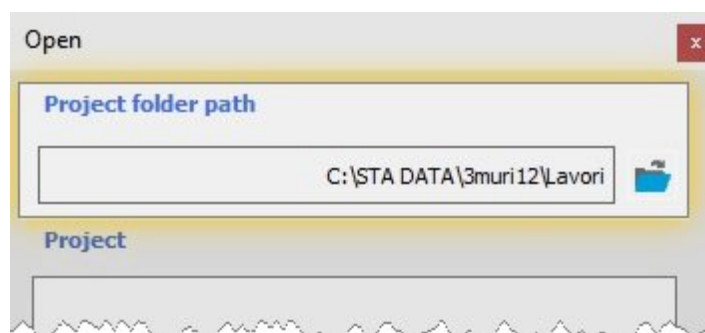 Open
x
Project folder path
C:\STA DATA\3muri12\Lavori
Project